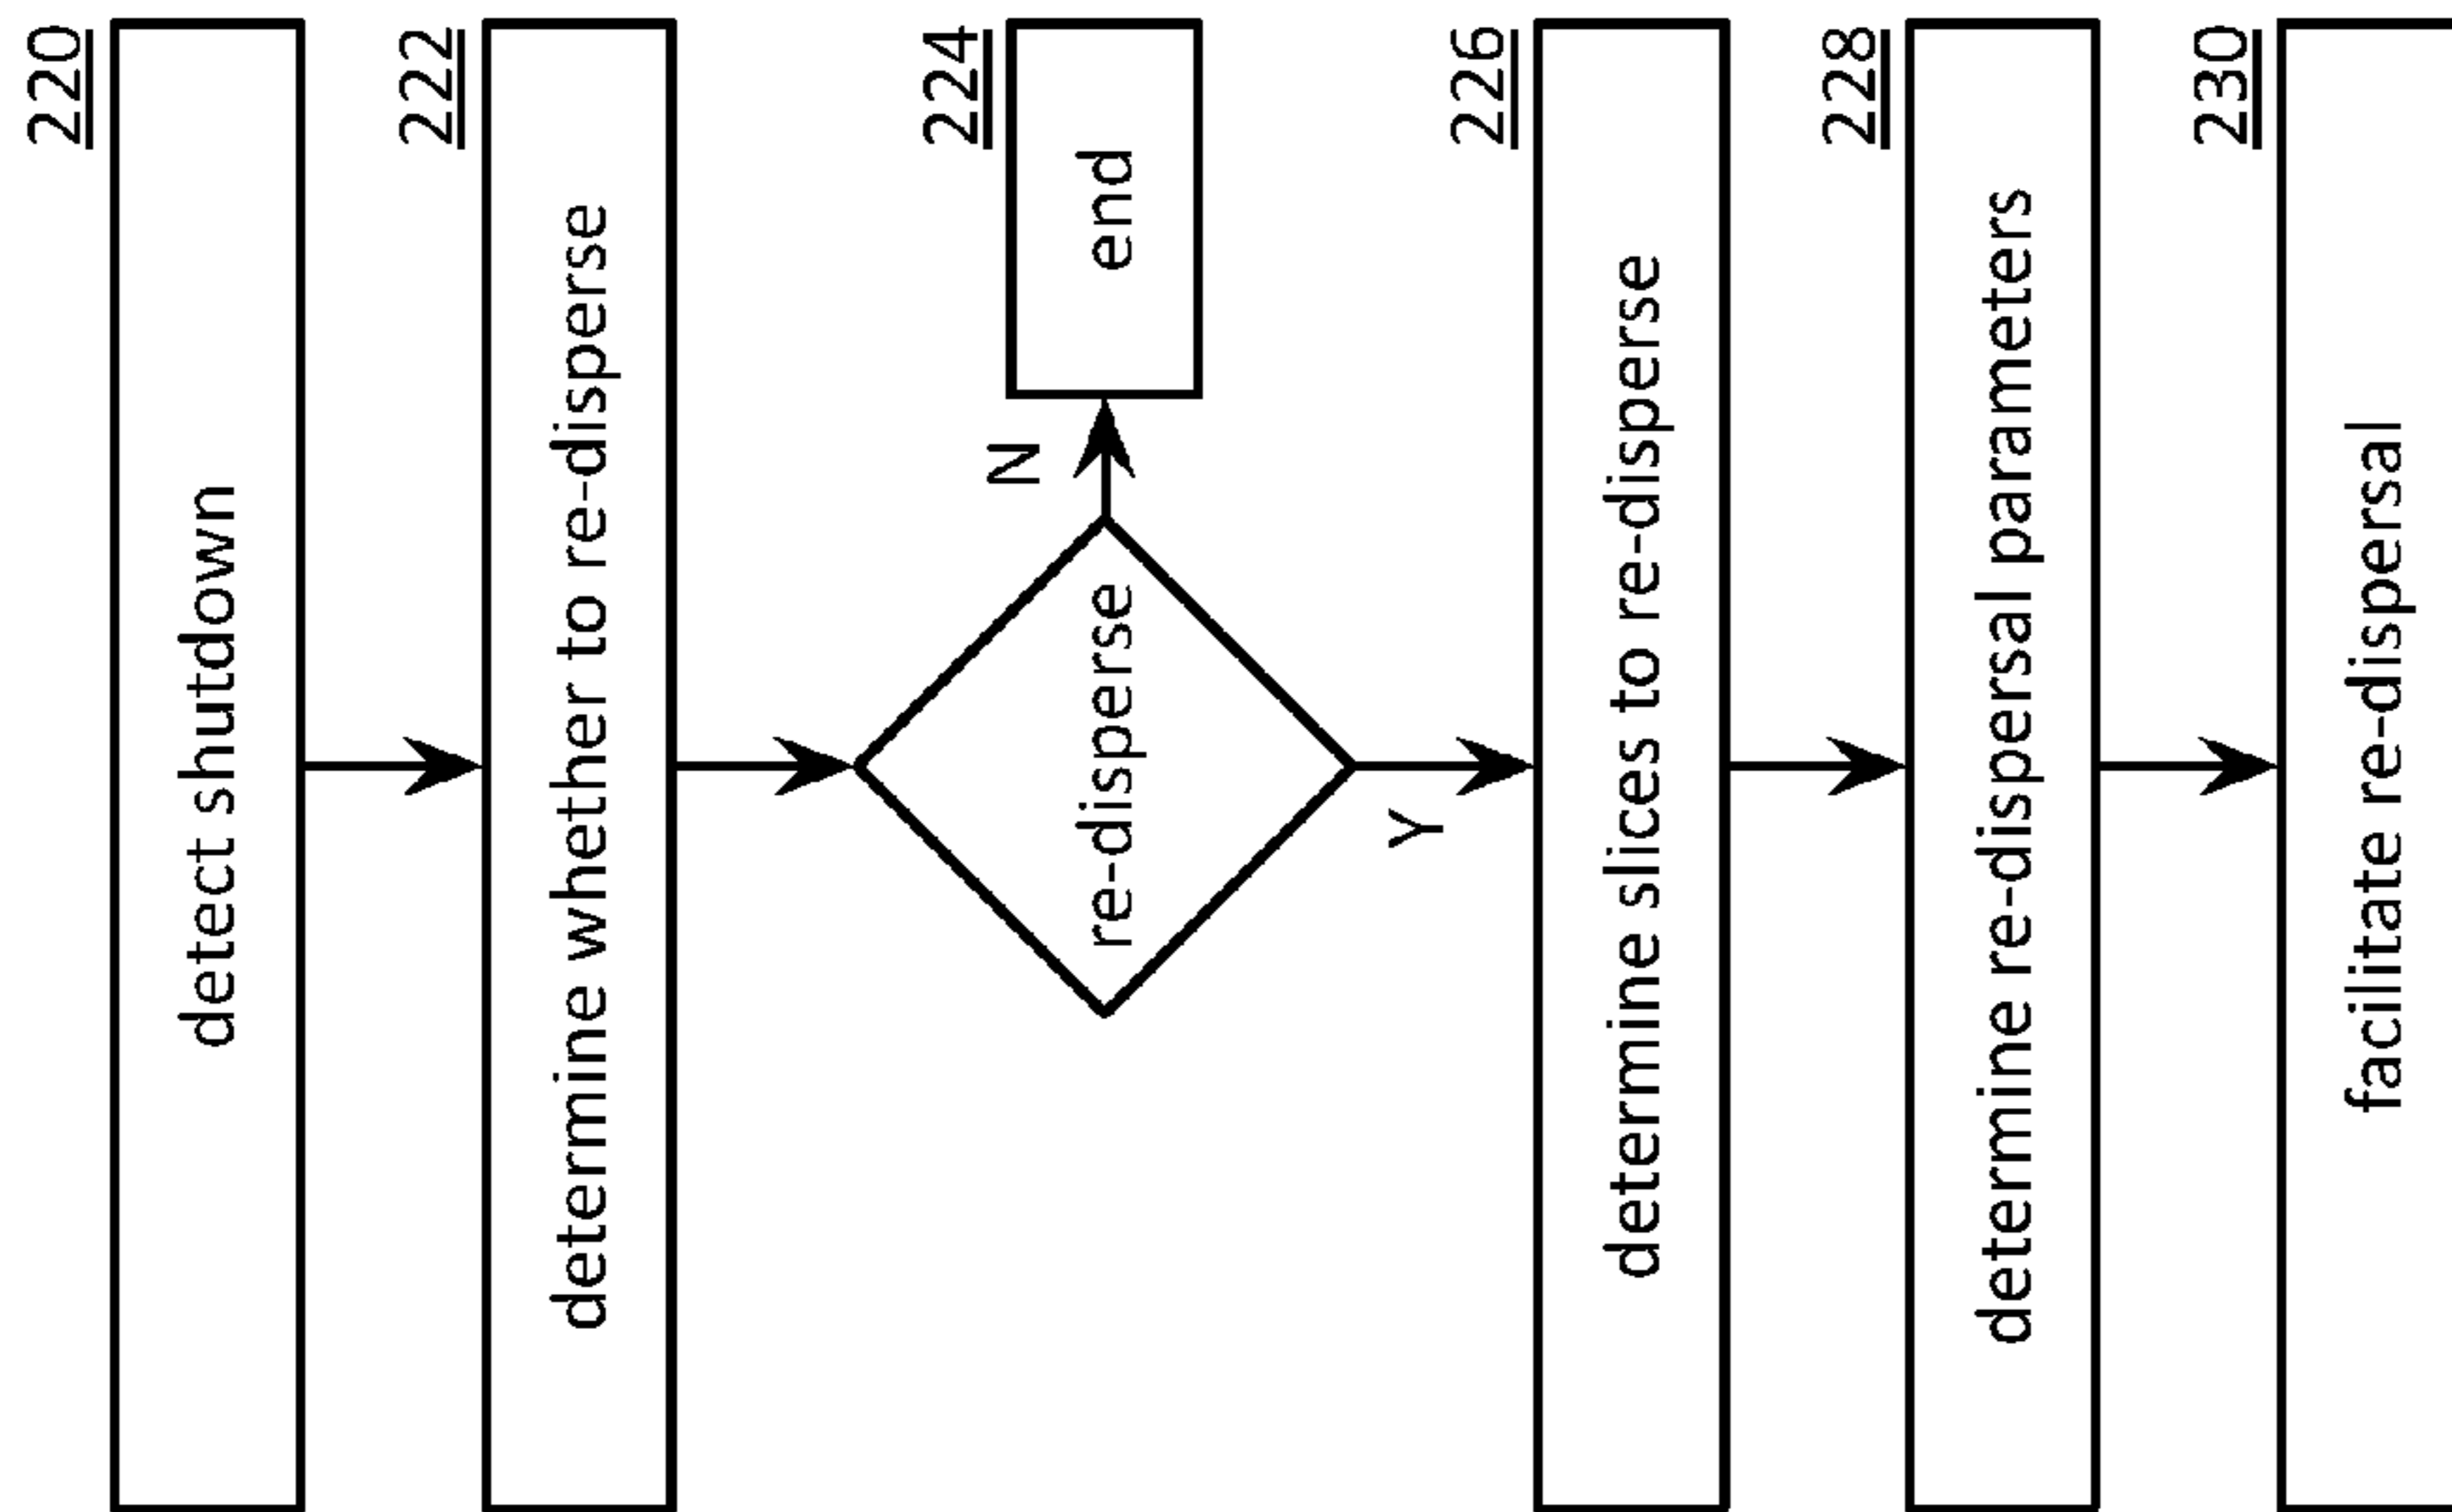 220
detect shutdown
222
determine whether to re-disperse
224
re-disperse
N
end
Y
226
determine slices to re-disperse
228
determine re-dispersal parameters
230
facilitate re-dispersal